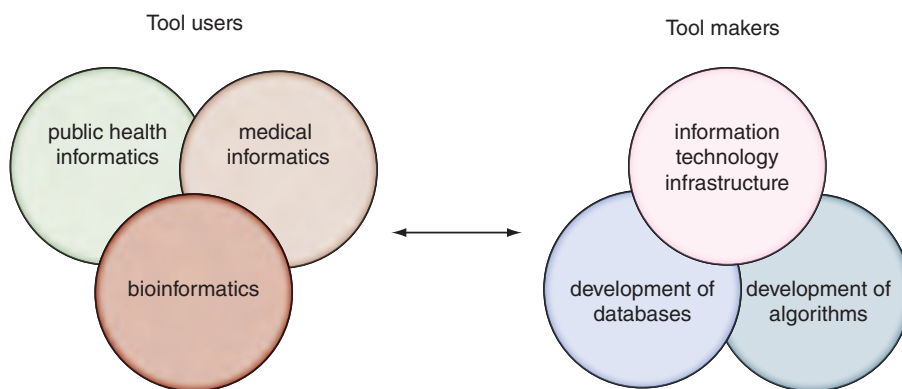 Tool users
Tool makers
public health
informatics
medical
informatics
bioinformatics
information
technology
infrastructure
development of
databases
development of
algorithms